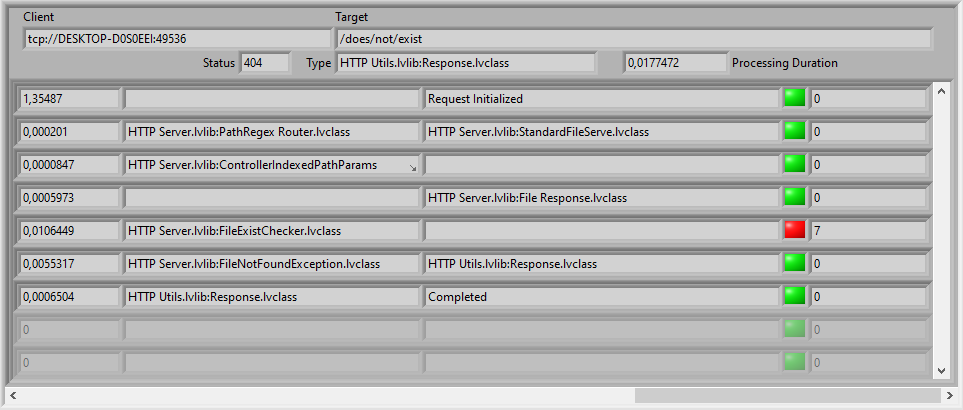 Client Target
tcp://DESKTOP-D0S0EEI:49536 /does/not/exist
Status 404 Type HTTP Utils.lvlib:Response.lvclass 0,0177472 Processing Duration
1,35487 Request Initialized 0
0,000201 HTTP Server.lvlib:PathRegex Router.lvclass HTTP Server.lvlib:StandardFileServe.lvclass 0
0,0000847 HTTP Server.lvlib:ControllerIndexedPathParams 0
0,0005973 HTTP Server.lvlib:File Response.lvclass 0
0,0106449 HTTP Server.lvlib:FileExistChecker.lvclass 7
0,0055317 HTTP Server.lvlib:FileNotFoundException.lvclass HTTP Utils.lvlib:Response.lvclass 0
0,0006504 HTTP Utils.lvlib:Response.lvclass Completed 0
0 0
0 0